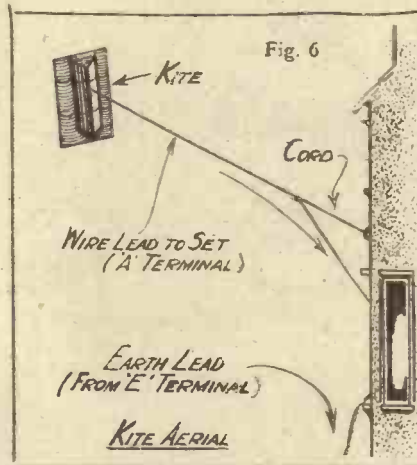 Fig. 6
KITE
CORD
WIRE LEAD TO SET
('A' TERMINAL)
EARTH LEAD
(FROM 'E' TERMINAL)
KITE AERIAL